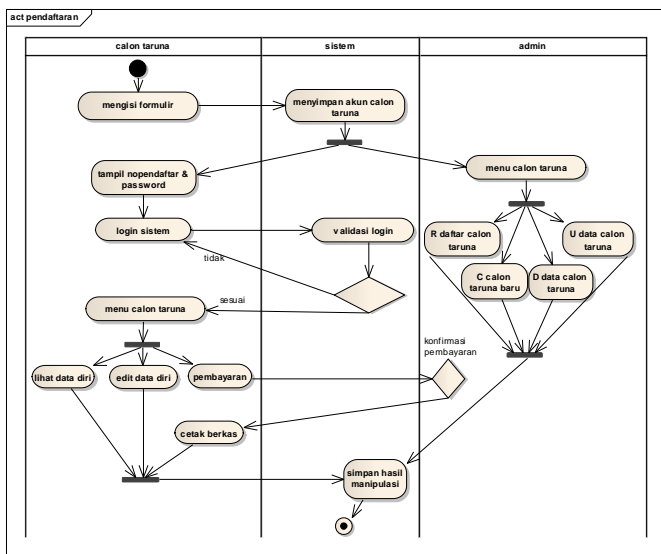 act pendaftaran
calon taruna
sistem
admin
mengisi formulir
menyimpan akun calon
taruna
tampil nopendaftar &
password
menu calon taruna
login sistem
validasi login
R daftar calon
taruna
U data calon
taruna
tidak
C calon
taruna baru
D data calon
taruna
menu calon taruna
sesuai
konfirmasi
pembayaran
lihat data diri
edit data diri
pembayaran
cetak berkas
simpan hasil
manipulasi